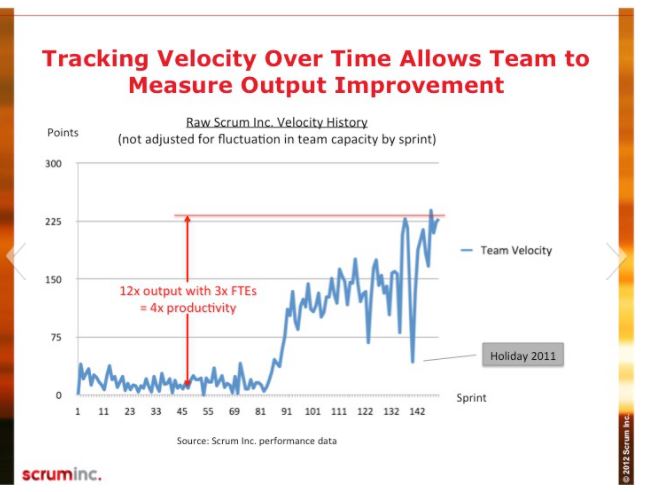 Tracking Velocity Over Time Allows Team to
Measure Output Improvement
Raw Scrum Inc. Velocity History
(not adjusted for fluctuation in team capacity by sprint)
Points
300
225
150
75
0
12x output with 3x FTEs
= 4x productivity
Team Velocity
Holiday 2011
Sprint
1 11 23 33 45 55 69 81 91 101 111 122 132 142
Source: Scrum Inc. performance data
scruminc.
© 2012 Scrum Inc.